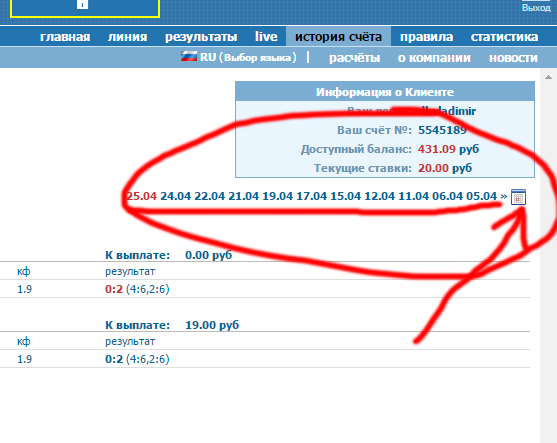 Выход
главная линия результаты live история счёта правила статистика
RU (Выбор языка) | расчёты о компании новости
Информация о Клиенте
Ваш
Ваш счёт №: 5545189
Доступный баланс: 431.09 руб
Текущие ставки: 20.00 руб
25.04 24.04 22.04 21.04 19.04 17.04 15.04 12.04 11.04 06.04 05.04 »
К выплате: 0.00 руб
кф результат
1.9 0:2 (4:6,2:6)
К выплате: 19.00 руб
кф результат
1.9 0:2 (4:6,2:6)